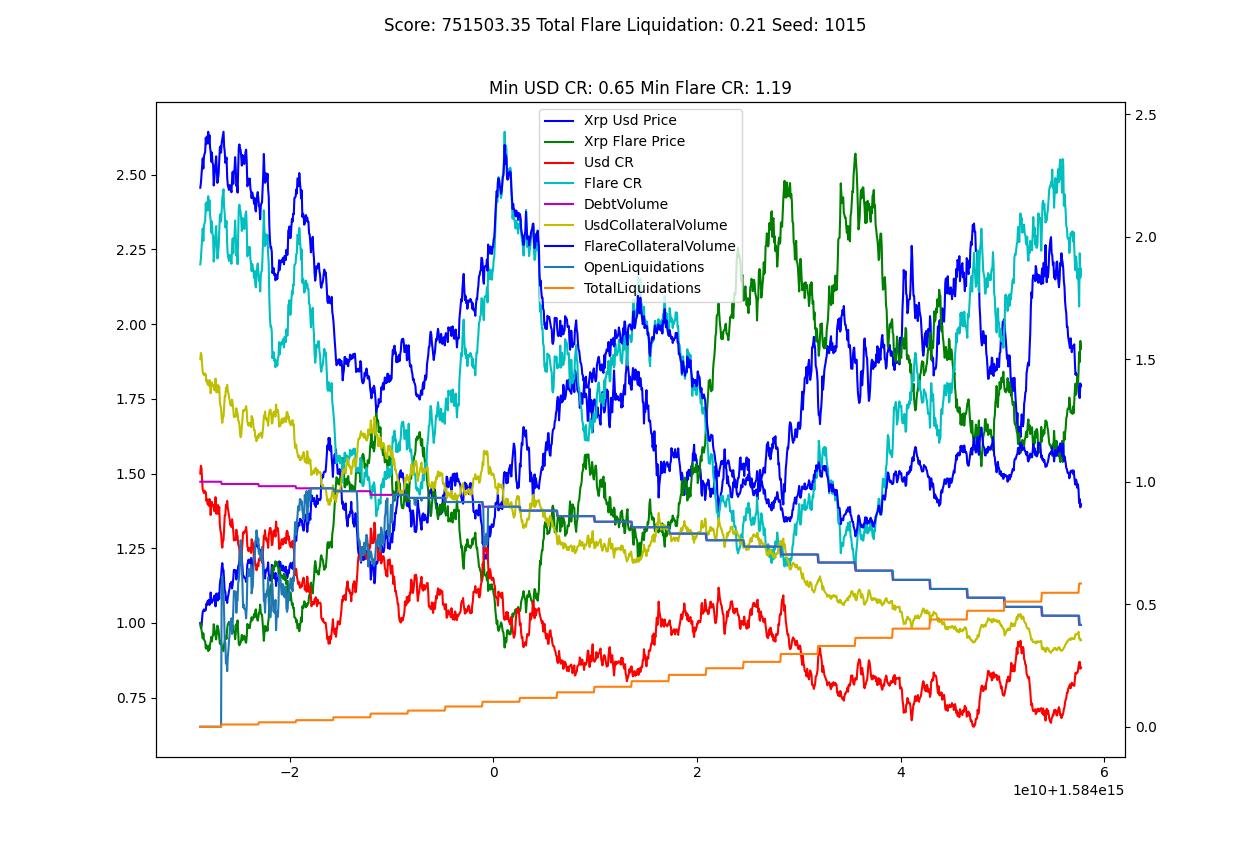 Score: 751503.35 Total Flare Liquidation: 0.21 Seed: 1015
Min USD CR: 0.65 Min Flare CR: 1.19
Xrp Usd Price
Xrp Flare Price
Usd CR
Flare CR
DebtVolume
UsdCollateralVolume
FlareCollateralVolume
OpenLiquidations
TotalLiquidations
2.50
2.25
2.00
1.75
1.50
1.25
1.00
0.75
2.5
2.0
1.5
1.0
0.5
0.0
−2 0 2 4 6
1e10+1.584e15